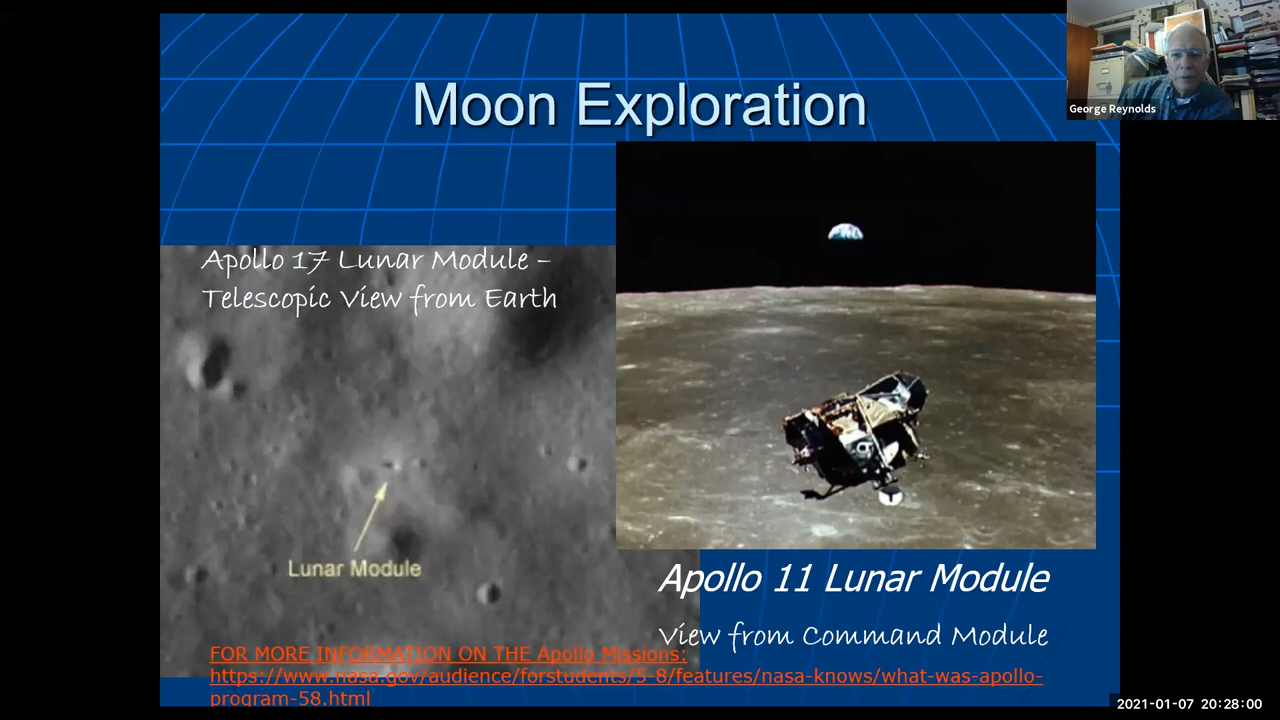 Moon Exploration
George Reynolds
Apollo 17 Lunar Module –
Telescopic View from Earth
Lunar Module
Apollo 11 Lunar Module
View from Command Module
FOR MORE INFORMATION ON THE Apollo Missions:
https://www.nasa.gov/audience/forstudents/5-8/features/nasa-knows/what-was-apollo-
program-58.html
2021-01-07 20:28:00